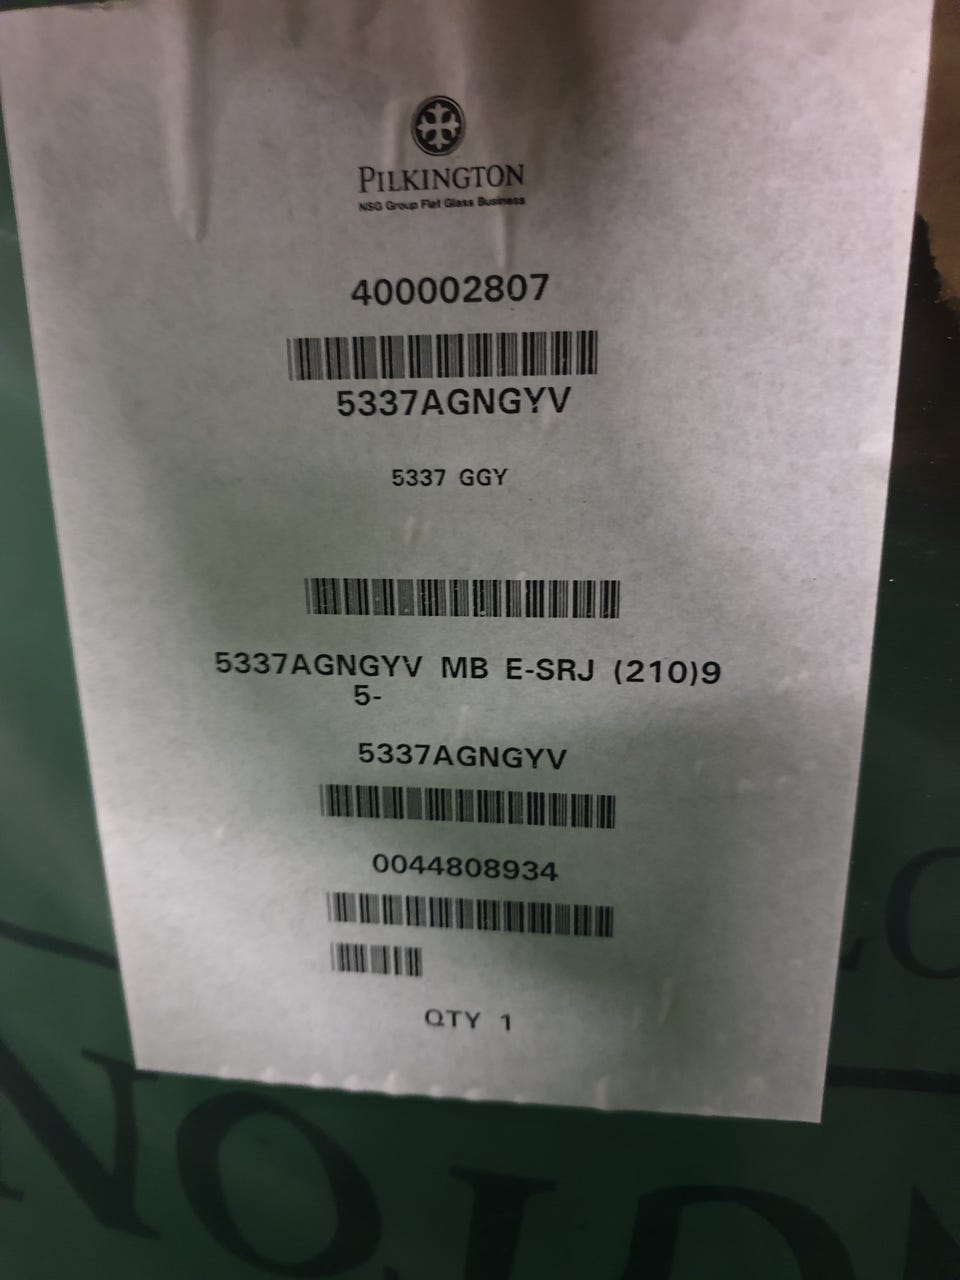 PILKINGTON
NSG Group Flat Glass Business
400002807
5337AGNGYV
5337 GGY
5337AGNGYV MB E-SRJ (210)9
5-
5337AGNGYV
0044808934
QTY 1